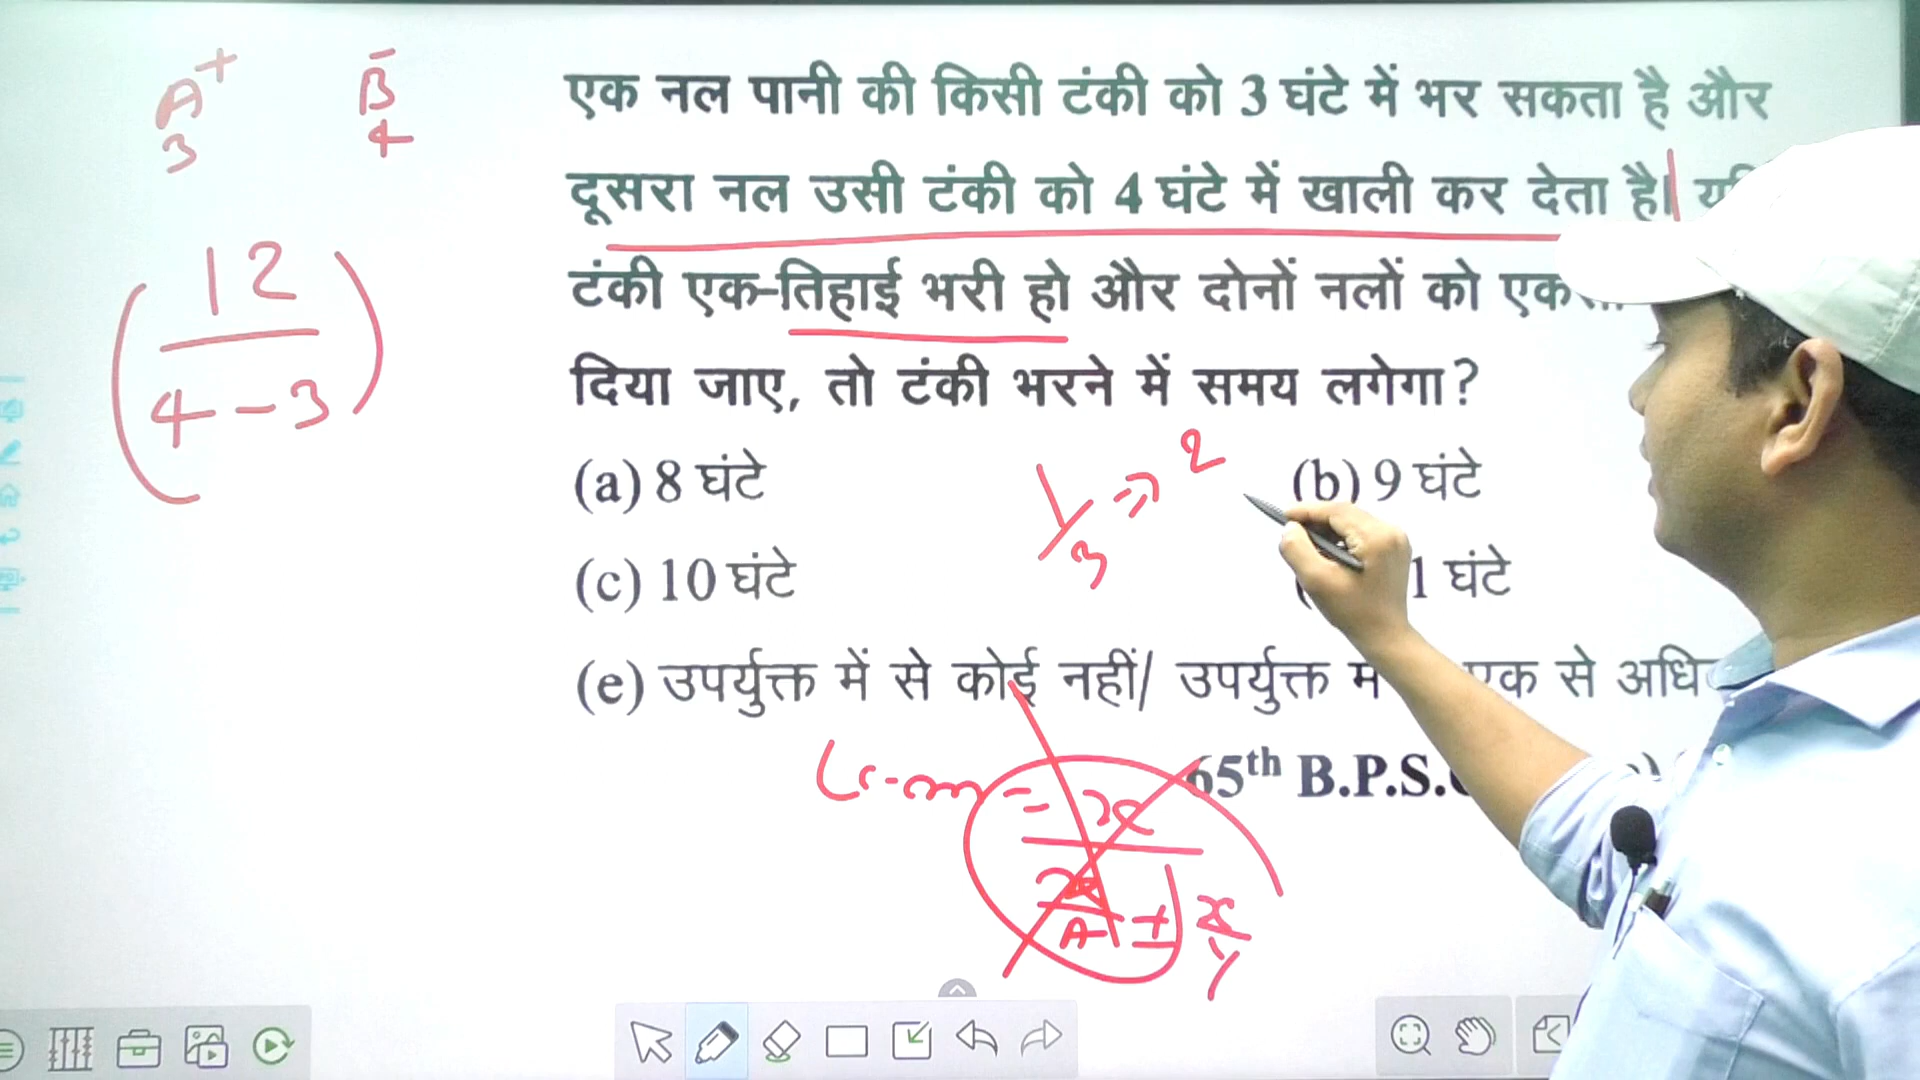 A+ B-
3 4
12
4-3
एक नल पानी की किसी टंकी को 3 घंटे में भर सकता है और
दूसरा नल उसी टंकी को 4 घंटे में खाली कर देता है।
टंकी एक-तिहाई भरी हो और दोनों नलों को एक
दिया जाए, तो टंकी भरने में समय लगेगा?
(a) 8 घंटे (b) 9 घंटे
1/3 => 2
(c) 10 घंटे 1 घंटे
(e) उपर्युक्त में से कोई नहीं/ उपर्युक्त में एक से
65th B.P.S.
L.C.M = x
x/A ± x/y